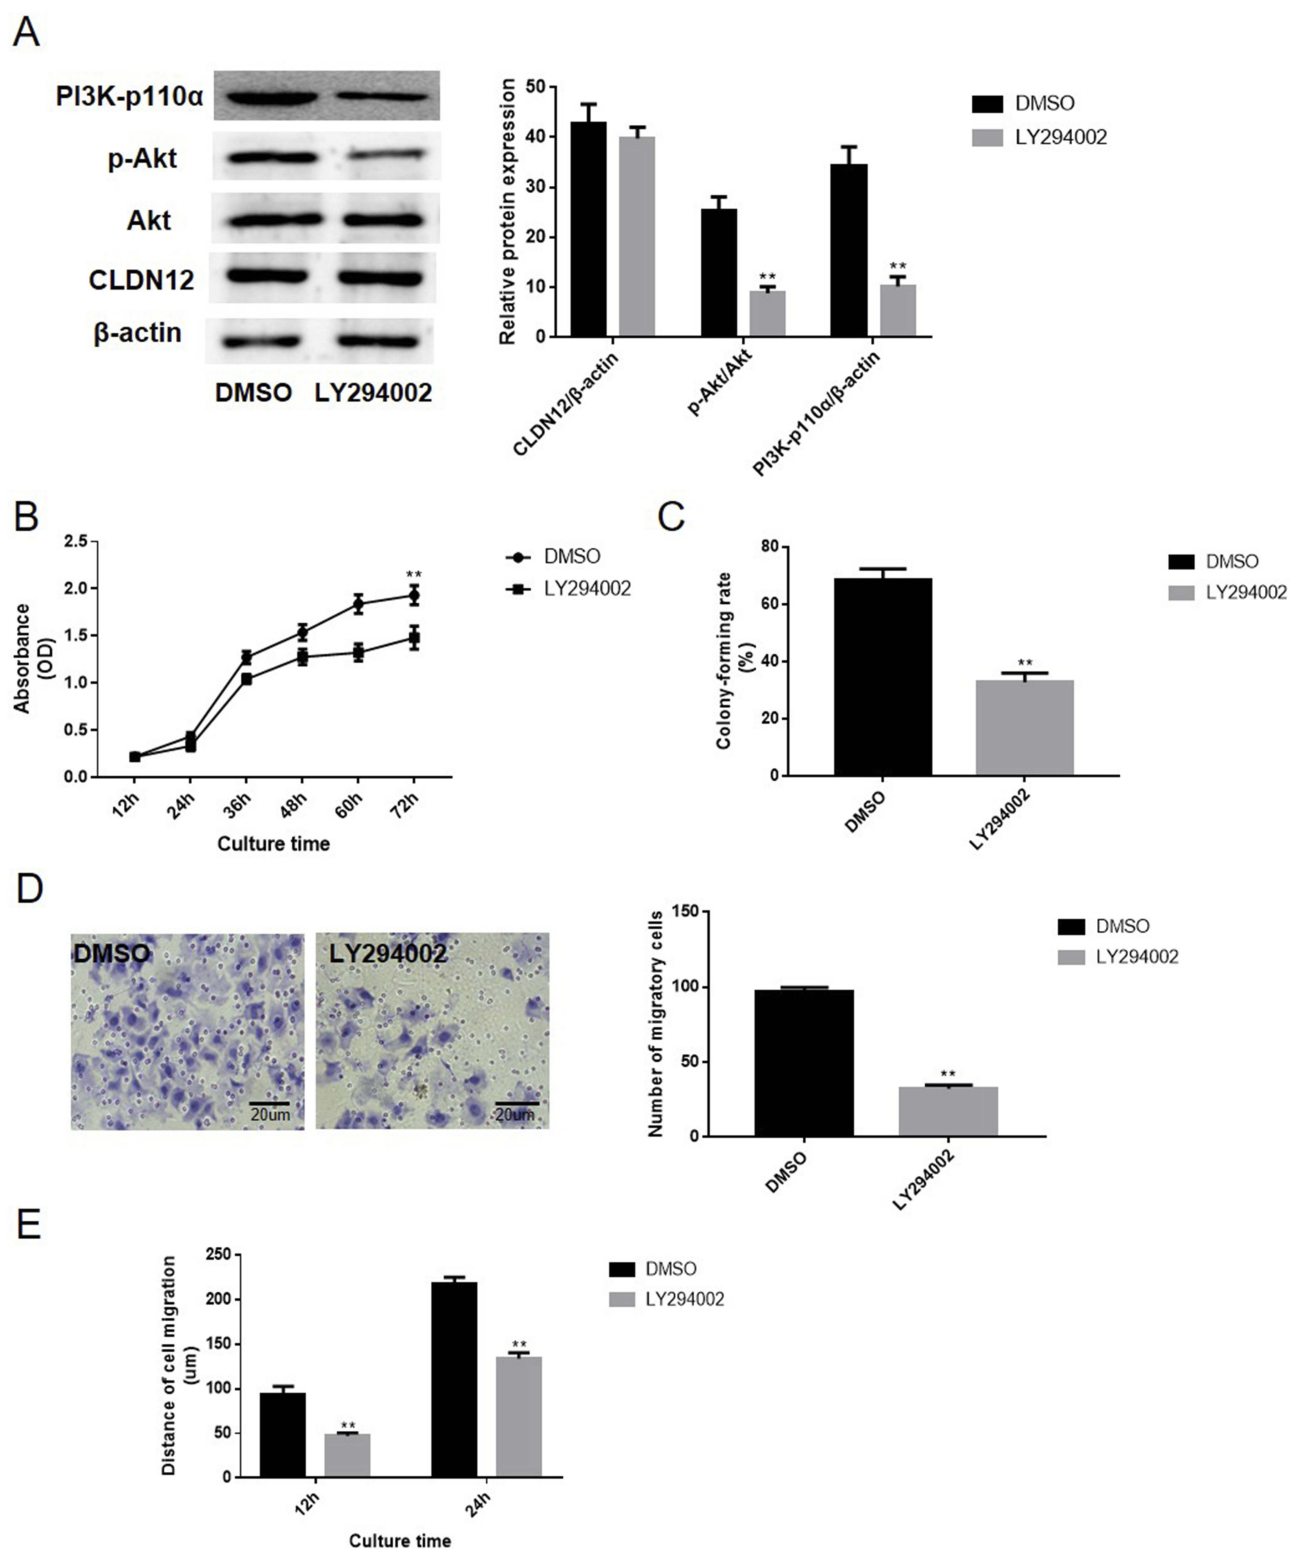 A
PI3K-p110α
p-Akt
Akt
CLDN12
β-actin
DMSO LY294002
Relative protein expression
50
40
30
20
10
0
**
**
CLDN12/β-actin
p-Akt/Akt
PI3K-p110α/β-actin
DMSO
LY294002
B
Absorbance
(OD)
2.5
2.0
1.5
1.0
0.5
0.0
**
12h
24h
36h
48h
60h
72h
Culture time
DMSO
LY294002
C
Colony-forming rate
(%)
80
60
40
20
0
**
DMSO
LY294002
DMSO
LY294002
D
DMSO
20um
LY294002
20um
Number of migratory cells
150
100
50
0
**
DMSO
LY294002
DMSO
LY294002
E
Distance of cell migration
(um)
250
200
150
100
50
0
**
**
12h
24h
Culture time
DMSO
LY294002